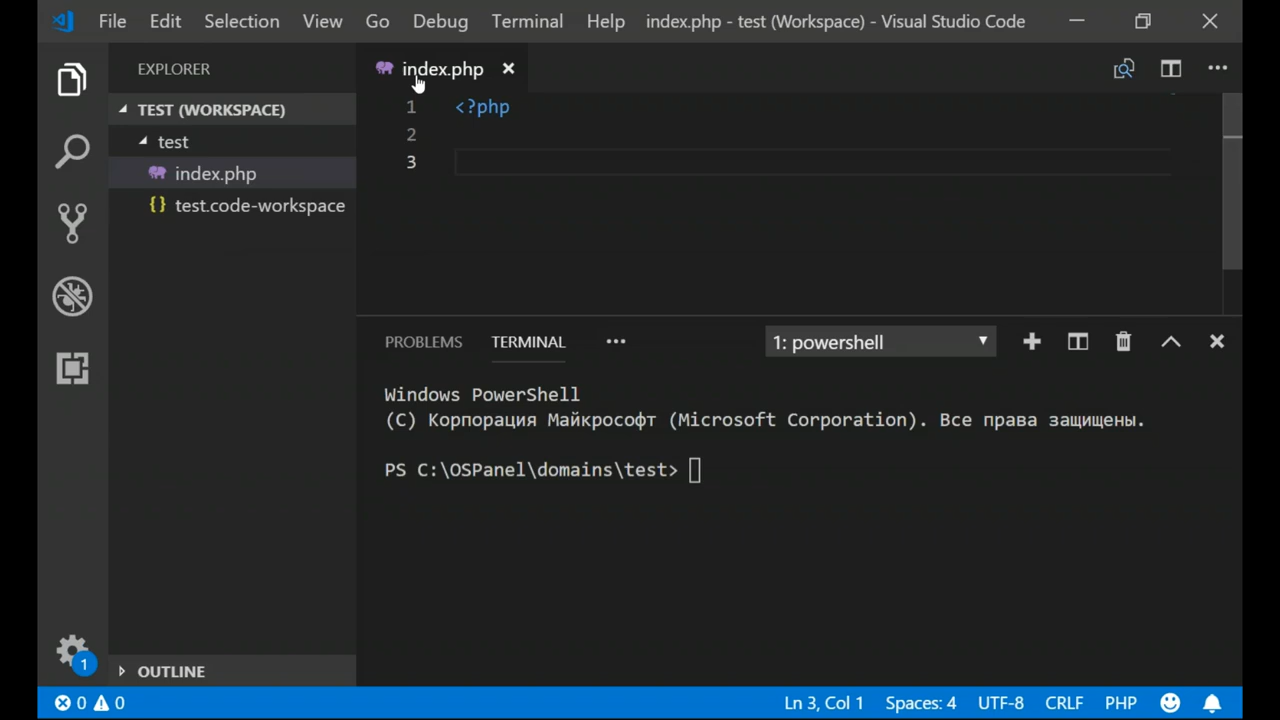 File Edit Selection View Go Debug Terminal Help index.php - test (Workspace) - Visual Studio Code
EXPLORER
TEST (WORKSPACE)
test
index.php
test.code-workspace
OUTLINE
1
index.php
1 <?php
2
3
PROBLEMS TERMINAL ••• 1: powershell
Windows PowerShell
(C) Корпорация Майкрософт (Microsoft Corporation). Все права защищены.
PS C:\OSPanel\domains\test>
0 0 Ln 3, Col 1 Spaces: 4 UTF-8 CRLF PHP